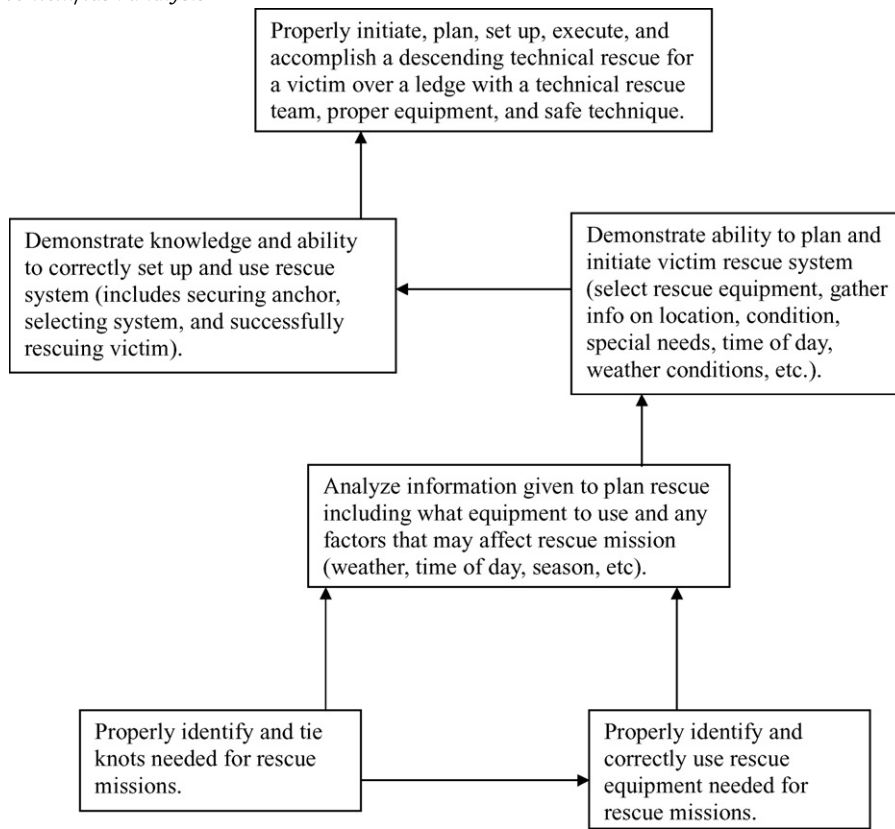 Properly initiate, plan, set up, execute, and
accomplish a descending technical rescue for
a victim over a ledge with a technical rescue
team, proper equipment, and safe technique.
Demonstrate knowledge and ability
to correctly set up and use rescue
system (includes securing anchor,
selecting system, and successfully
rescuing victim).
Demonstrate ability to plan and
initiate victim rescue system
(select rescue equipment, gather
info on location, condition,
special needs, time of day,
weather conditions, etc.).
Analyze information given to plan rescue
including what equipment to use and any
factors that may affect rescue mission
(weather, time of day, season, etc).
Properly identify and tie
knots needed for rescue
missions.
Properly identify and
correctly use rescue
equipment needed for
rescue missions.